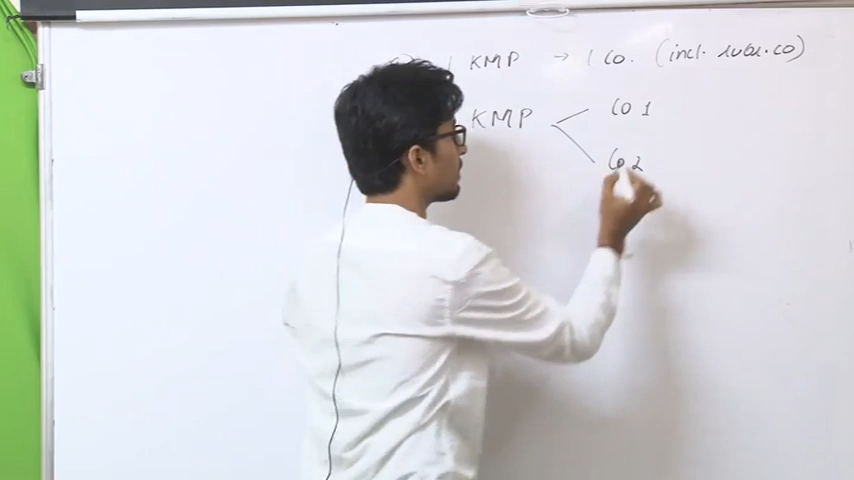 KMP → 1 Co. (incl. subs. co)
KMP < Co 1
Co 2